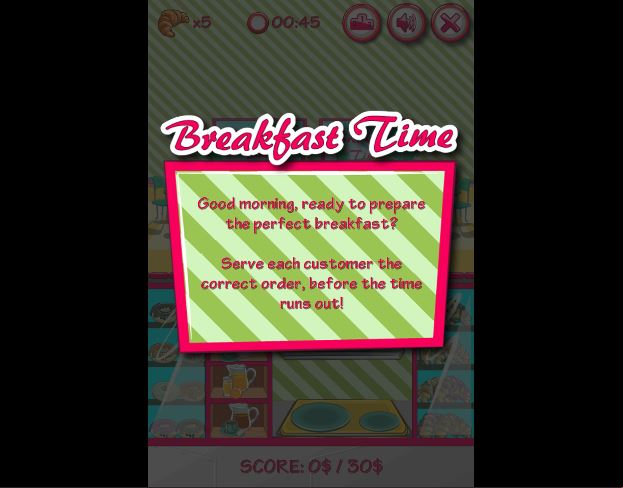 x5
00:45
Breakfast Time
Good morning, ready to prepare
the perfect breakfast?
Serve each customer the
correct order, before the time
runs out!
SCORE: 0$ / 30$